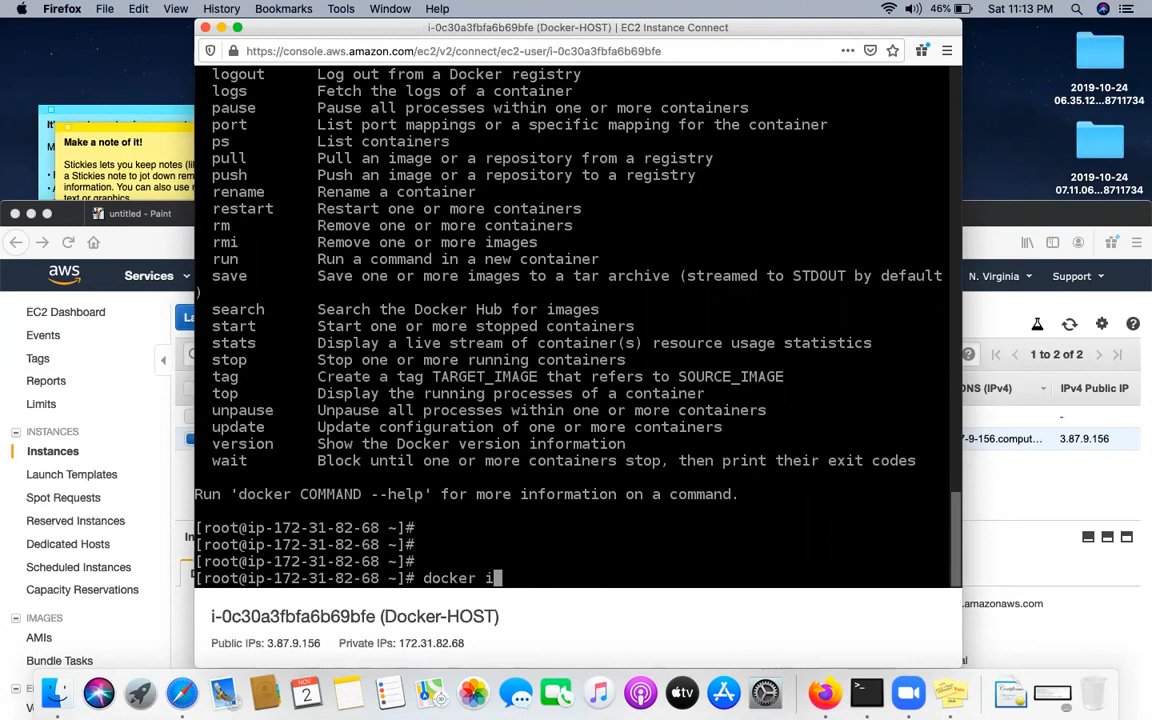 Firefox File Edit View History Bookmarks Tools Window Help 46% Sat 11:13 PM
i-0c30a3fbfa6b69bfe (Docker-HOST) | EC2 Instance Connect
https://console.aws.amazon.com/ec2/v2/connect/ec2-user/i-0c30a3fbfa6b69bfe
logout Log out from a Docker registry
logs Fetch the logs of a container
pause Pause all processes within one or more containers
port List port mappings or a specific mapping for the container
ps List containers
pull Pull an image or a repository from a registry
push Push an image or a repository to a registry
rename Rename a container
restart Restart one or more containers
rm Remove one or more containers
rmi Remove one or more images
run Run a command in a new container
save Save one or more images to a tar archive (streamed to STDOUT by default
)
search Search the Docker Hub for images
start Start one or more stopped containers
stats Display a live stream of container(s) resource usage statistics
stop Stop one or more running containers
tag Create a tag TARGET_IMAGE that refers to SOURCE_IMAGE
top Display the running processes of a container
unpause Unpause all processes within one or more containers
update Update configuration of one or more containers
version Show the Docker version information
wait Block until one or more containers stop, then print their exit codes
Run 'docker COMMAND --help' for more information on a command.
[root@ip-172-31-82-68 ~]#
[root@ip-172-31-82-68 ~]#
[root@ip-172-31-82-68 ~]#
[root@ip-172-31-82-68 ~]# docker i
i-0c30a3fbfa6b69bfe (Docker-HOST)
Public IPs: 3.87.9.156 Private IPs: 172.31.82.68
2019-10-24
06.35.12...8711734
2019-10-24
07.11.06...8711734
Make a note of it!
Stickies lets you keep notes (li
a Stickies note to jot down rem
information. You can also use
text or graphics.
untitled - Paint
aws Services N. Virginia Support
EC2 Dashboard
Events
Tags
Reports
Limits
INSTANCES
Instances
Launch Templates
Spot Requests
Reserved Instances
Dedicated Hosts
Scheduled Instances
Capacity Reservations
IMAGES
AMIs
Bundle Tasks
La
1 to 2 of 2
NS (IPv4) IPv4 Public IP
-
7-9-156.comput... 3.87.9.156
.amazonaws.com
NOV
2
tv